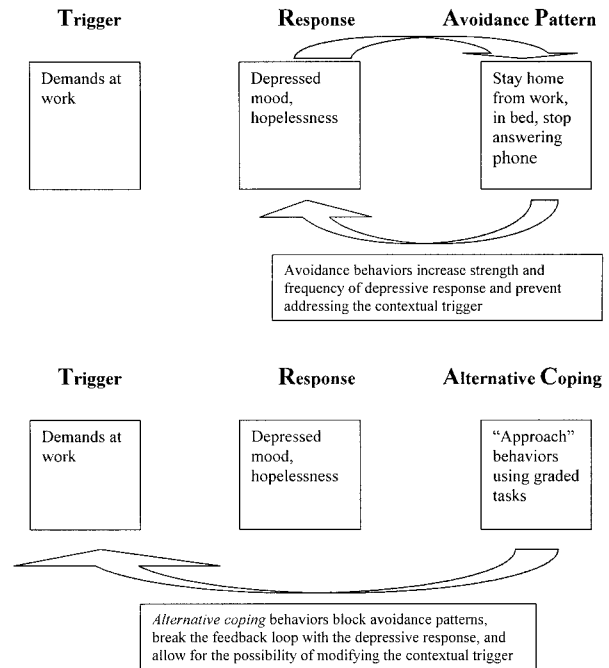 Trigger Response Avoidance Pattern
Demands at
work
Depressed
mood,
hopelessness
Stay home
from work,
in bed, stop
answering
phone
Avoidance behaviors increase strength and
frequency of depressive response and prevent
addressing the contextual trigger
Trigger Response Alternative Coping
Demands at
work
Depressed
mood,
hopelessness
“Approach”
behaviors
using graded
tasks
Alternative coping behaviors block avoidance patterns,
break the feedback loop with the depressive response, and
allow for the possibility of modifying the contextual trigger